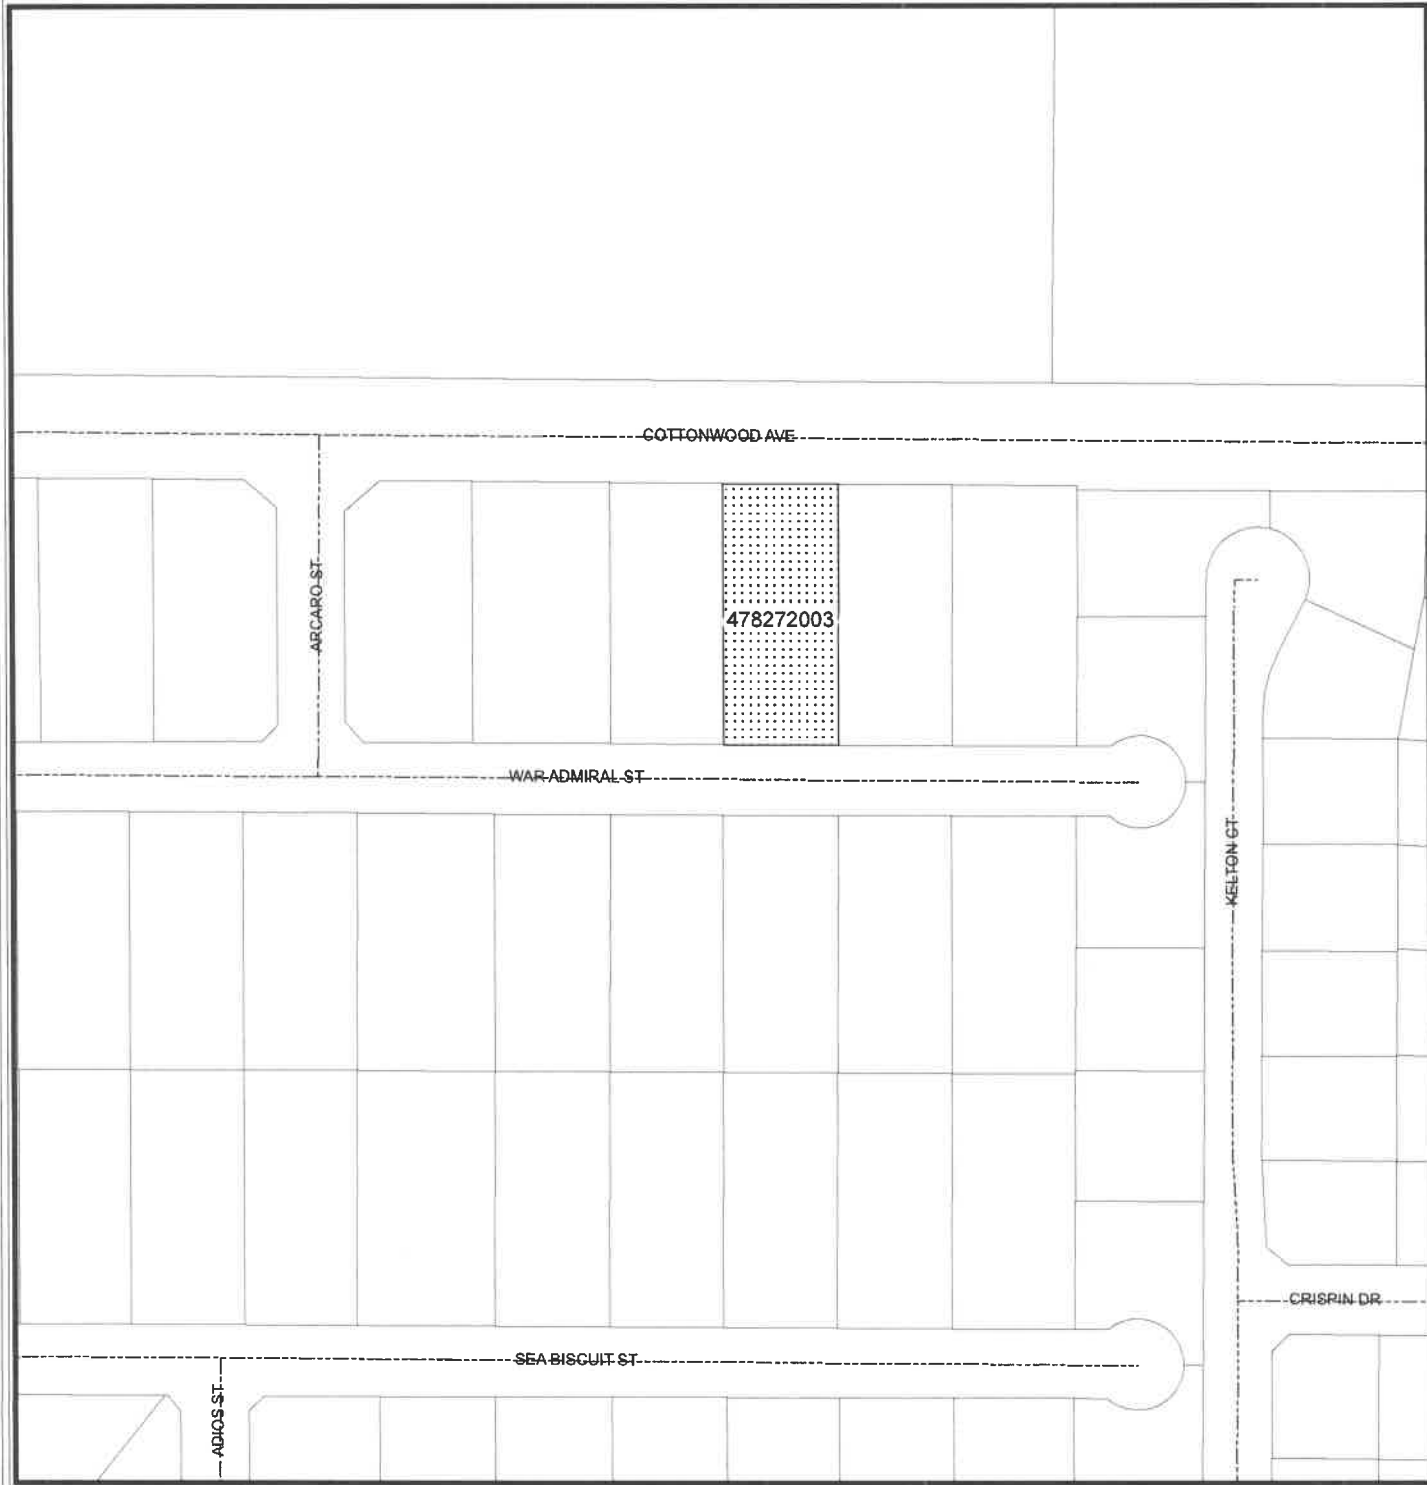 COTTONWOOD AVE
ARCARO ST
478272003
WAR ADMIRAL ST
KELTON CT
CRISPIN DR
SEA BISCUIT ST
ADIOS ST